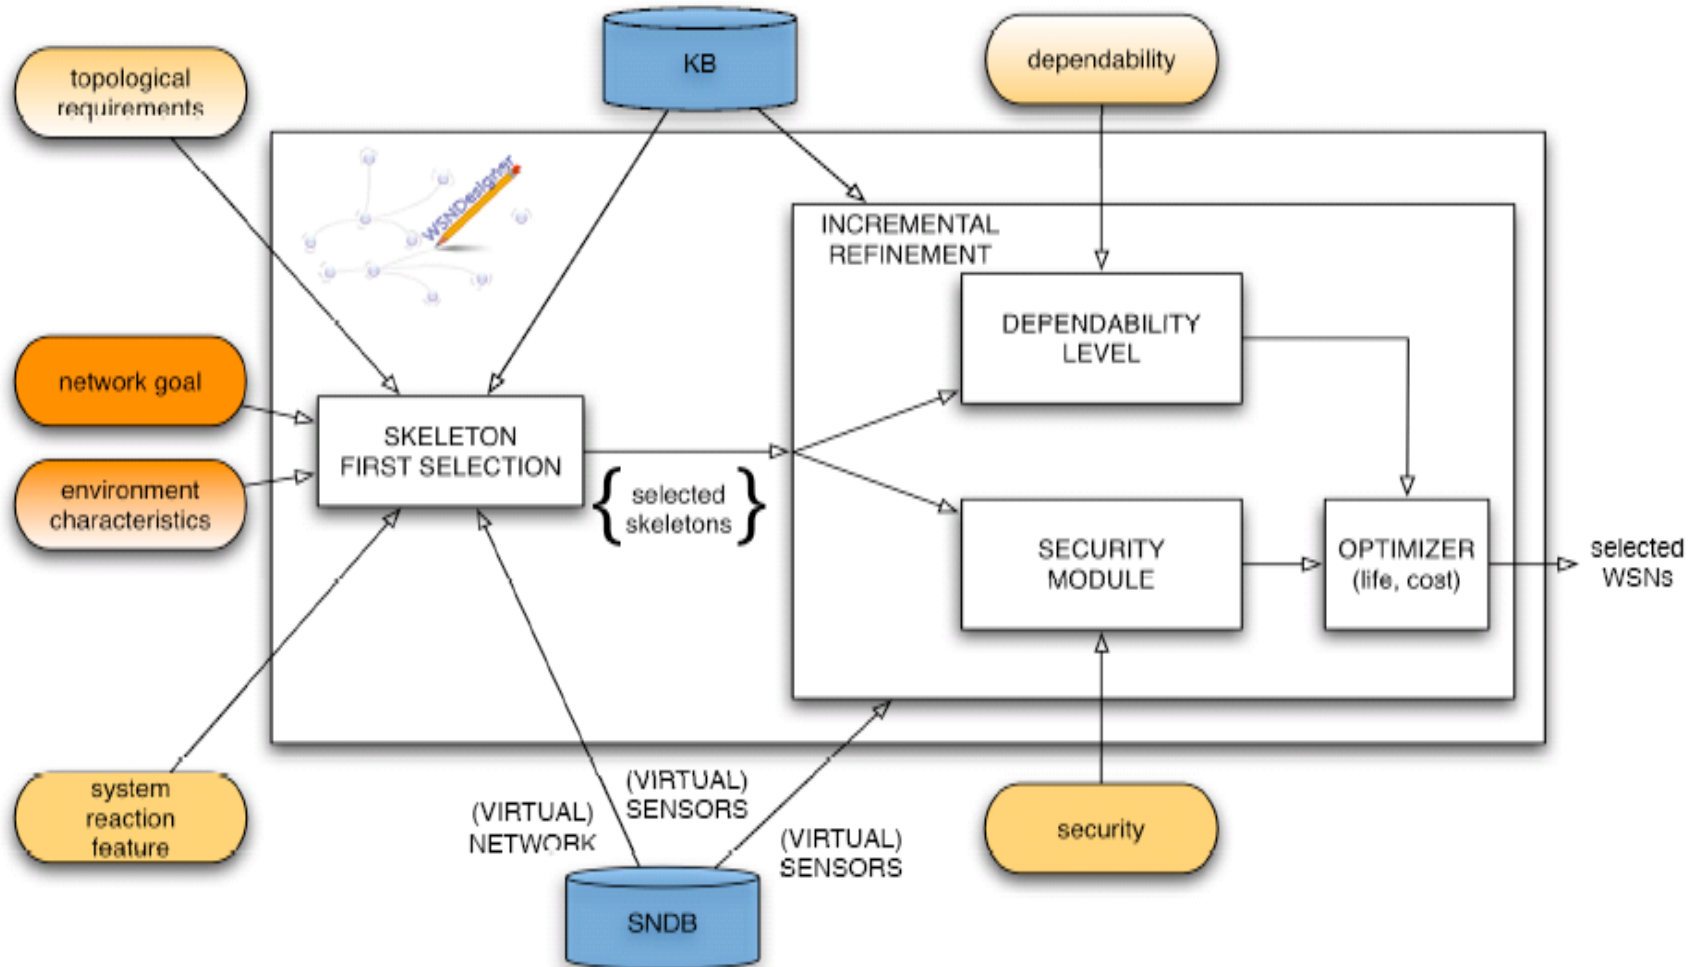 topological
requirements
KB
dependability
WSNDesigner
INCREMENTAL
REFINEMENT
DEPENDABILITY
LEVEL
network goal
SKELETON
FIRST SELECTION
environment
characteristics
{ selected
skeletons }
SECURITY
MODULE
OPTIMIZER
(life, cost)
selected
WSNs
system
reaction
feature
(VIRTUAL)
NETWORK
(VIRTUAL)
SENSORS
(VIRTUAL)
SENSORS
security
SNDB